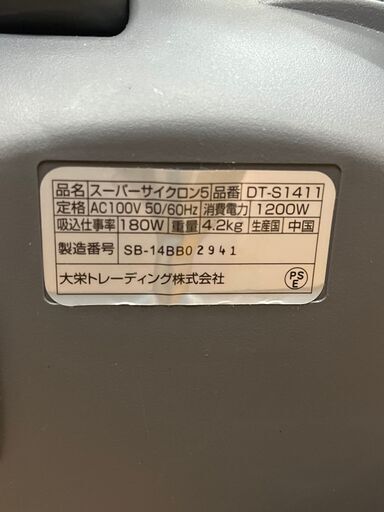 品名 スーパーサイクロン5 品番 DT-S1411
定格 AC100V 50/60Hz 消費電力 1200W
吸込仕事率 180W 重量 4.2kg 生産国 中国
製造番号 SB-14BB02941
大栄トレーディング株式会社
PS
E